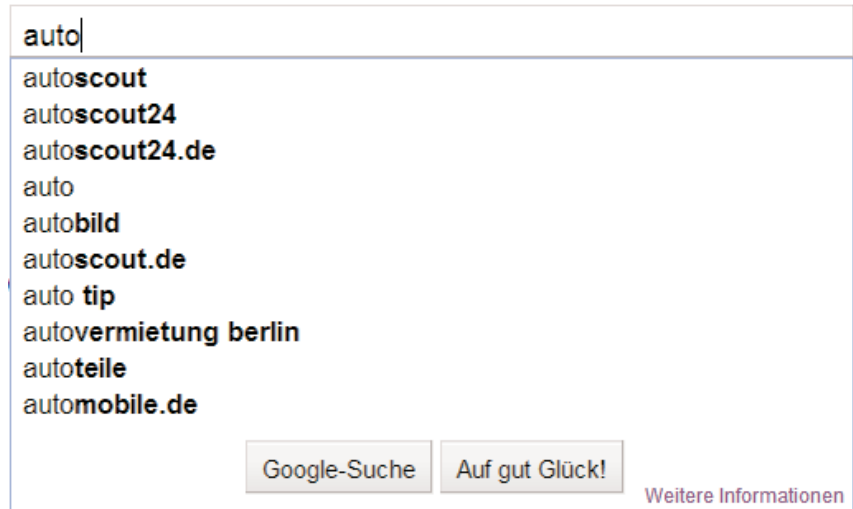 auto
autoscout
autoscout24
autoscout24.de
auto
autobild
autoscout.de
auto tip
autovermietung berlin
autoteile
automobile.de
Google-Suche Auf gut Glück!
Weitere Informationen